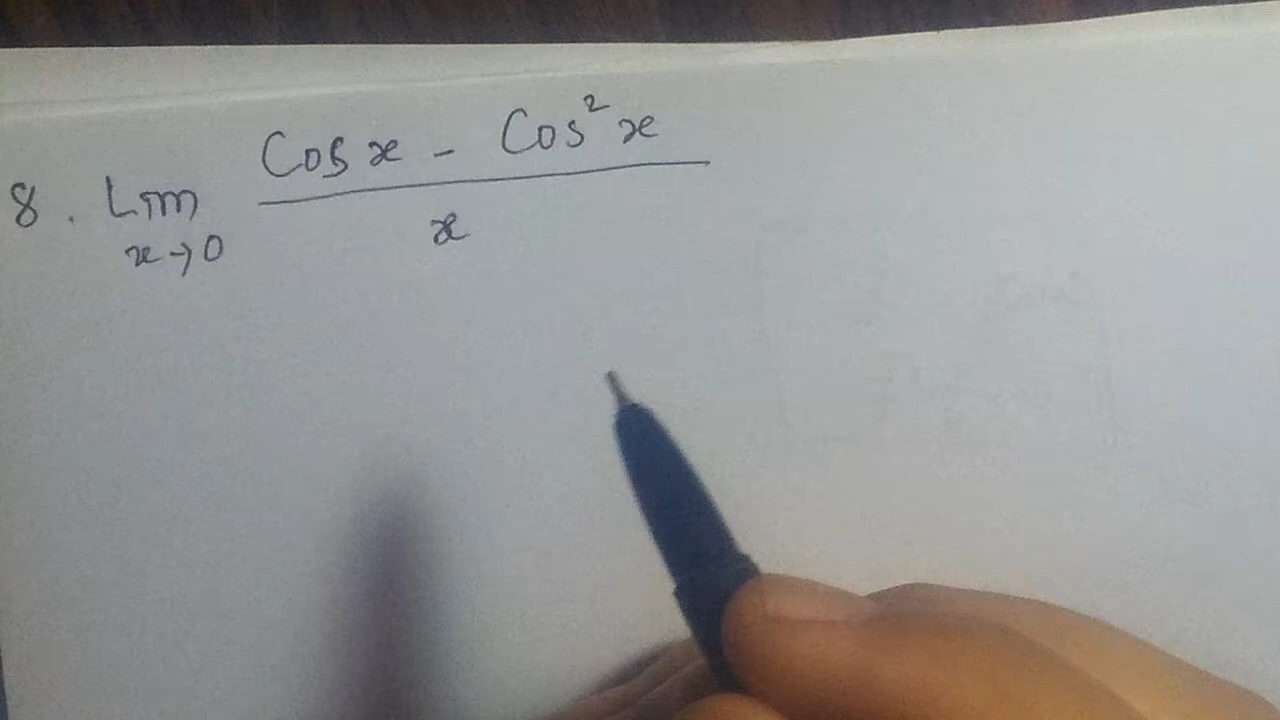 8. Lim Cos x - Cos² x
x→0 x